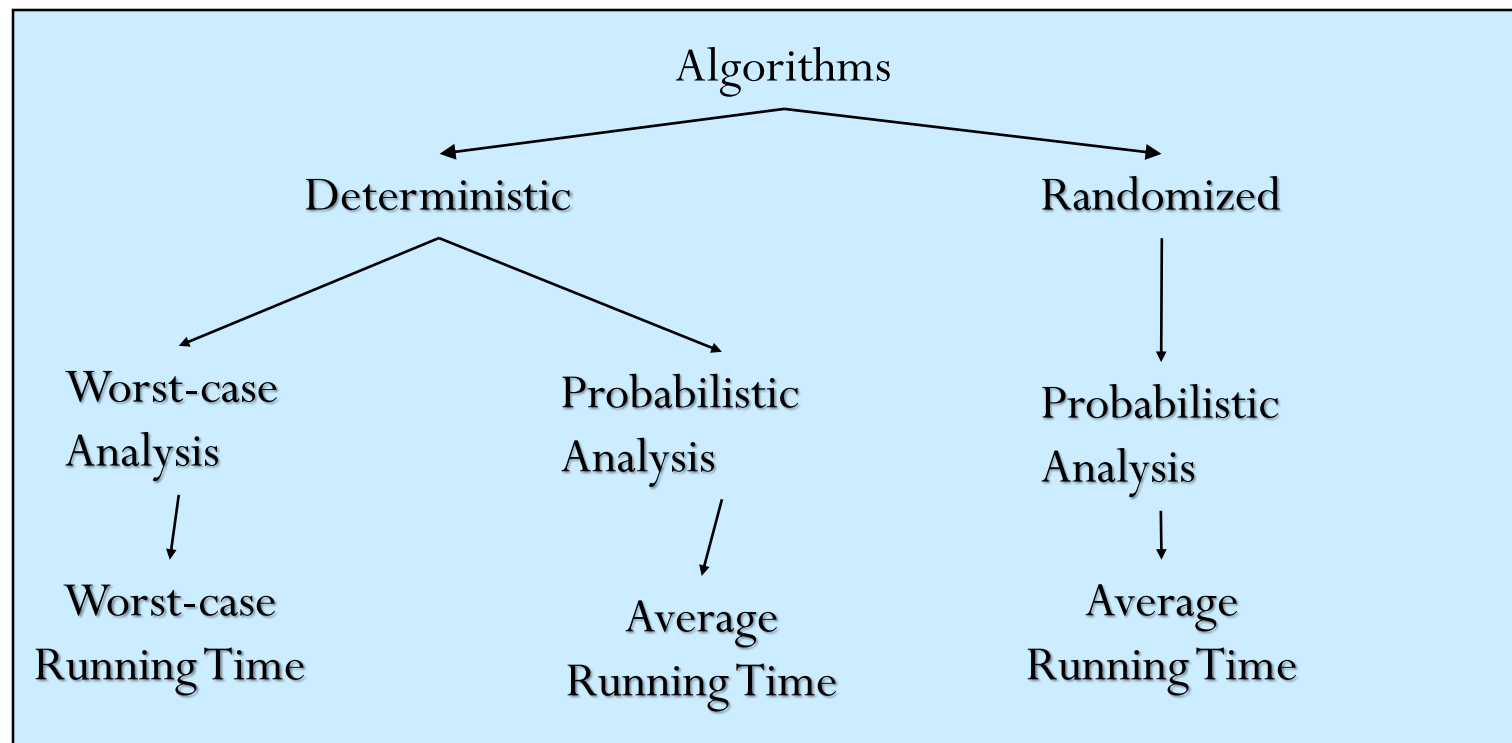 Algorithms
Deterministic
Randomized
Worst-case
Analysis
Probabilistic
Analysis
Probabilistic
Analysis
Worst-case
Running Time
Average
Running Time
Average
Running Time